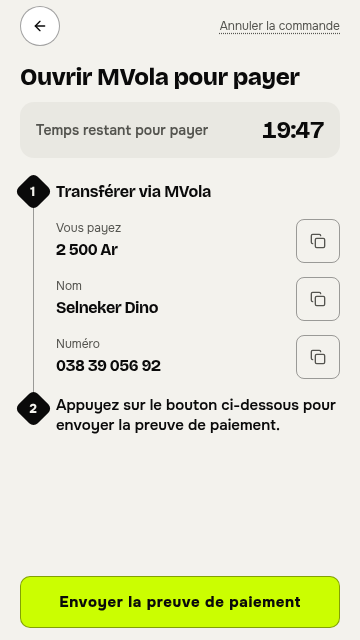 Annuler la commande
Ouvrir MVola pour payer
Temps restant pour payer
19:47
1
Transférer via MVola
Vous payez
2 500 Ar
Nom
Selneker Dino
Numéro
038 39 056 92
2
Appuyez sur le bouton ci-dessous pour
envoyer la preuve de paiement.
Envoyer la preuve de paiement